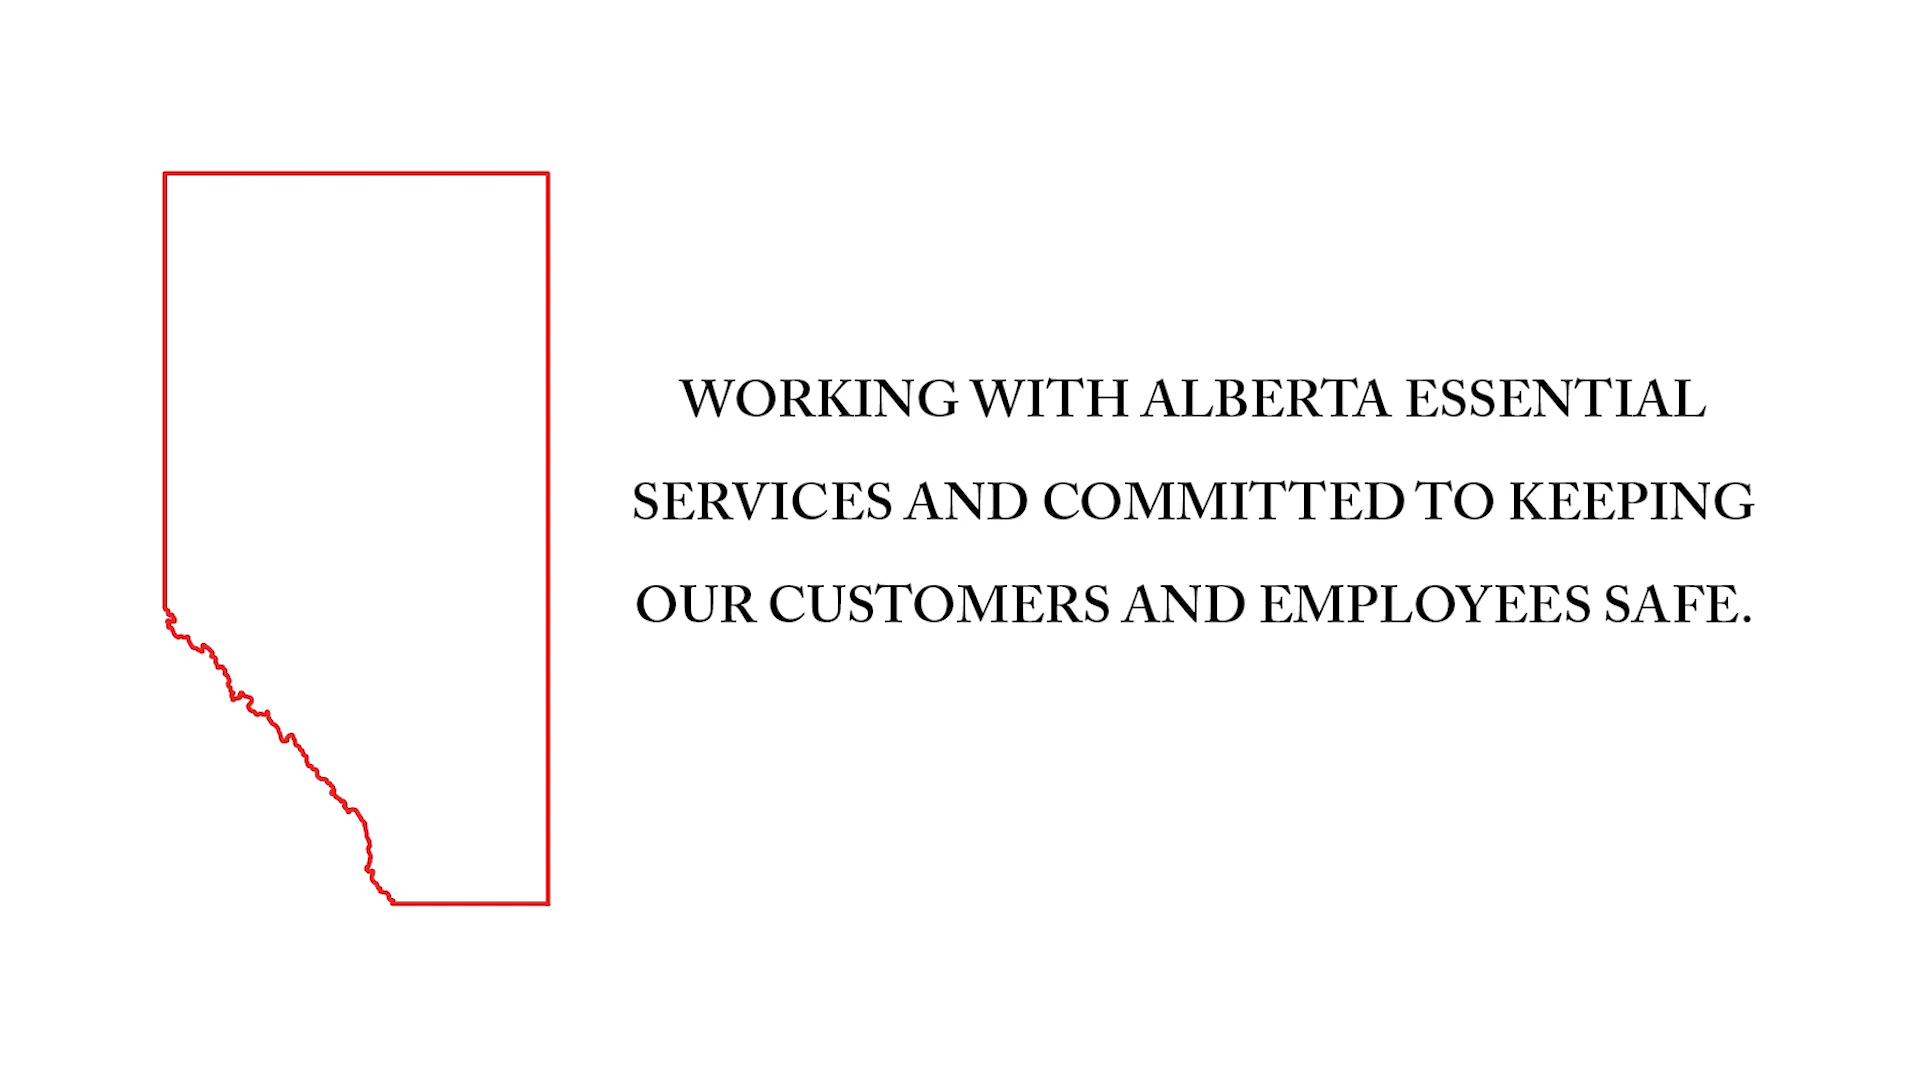 WORKING WITH ALBERTA ESSENTIAL
SERVICES AND COMMITTED TO KEEPING
OUR CUSTOMERS AND EMPLOYEES SAFE.